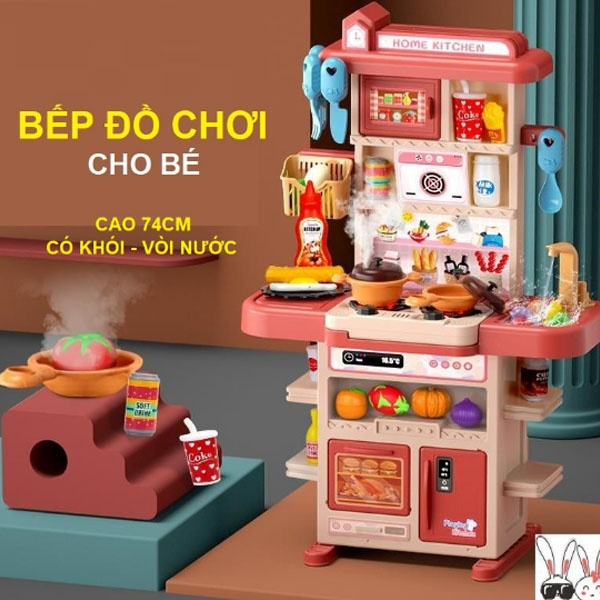 HOME KITCHEN
BẾP ĐỒ CHƠI
CHO BÉ
CAO 74CM
CÓ KHÓI - VÒI NƯỚC
Coke
KETCHUP
16.5°C
SOFT
DRINK
Coke
Playing
Kitchen